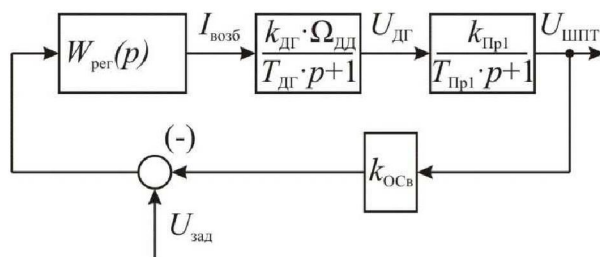 W_рег(p)
I_возб
k_ДГ·Ω_ДД
T_ДГ·p+1
U_ДГ
k_Пр1
T_Пр1·p+1
U_ШПТ
(-)
k_ОСв
U_зад